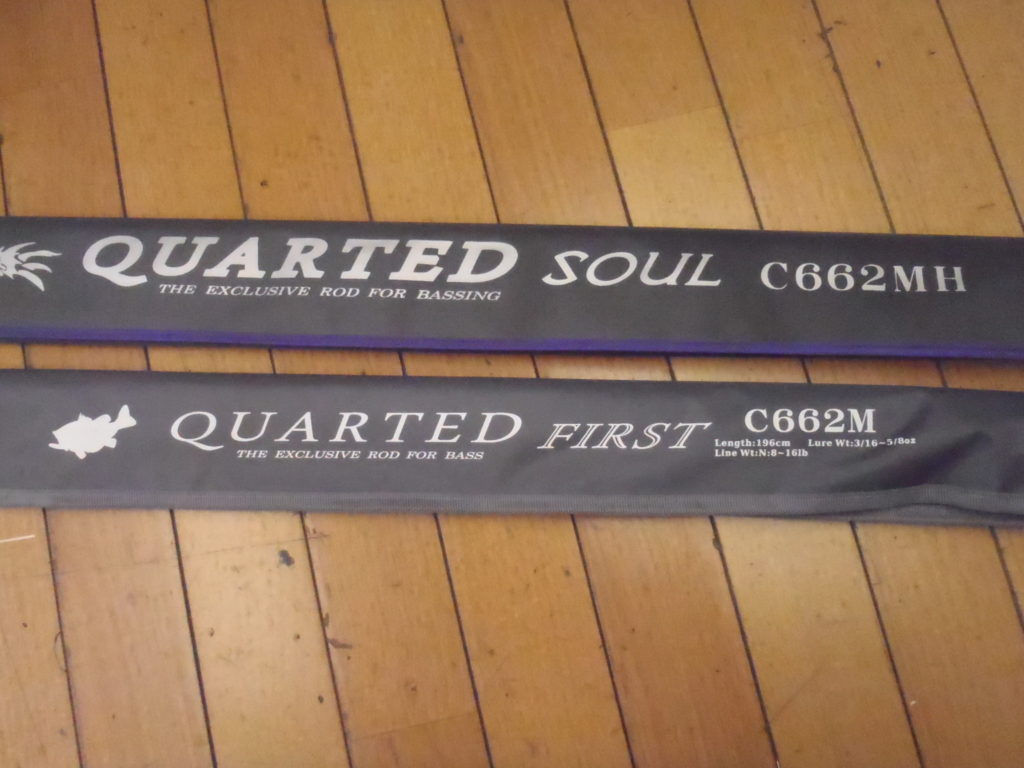 QUARTED SOUL C662MH
THE EXCLUSIVE ROD FOR BASSING
QUARTED FIRST C662M
THE EXCLUSIVE ROD FOR BASS
Length:196cm Lure Wt:3/16~5/8oz
Line Wt:N:8~16lb